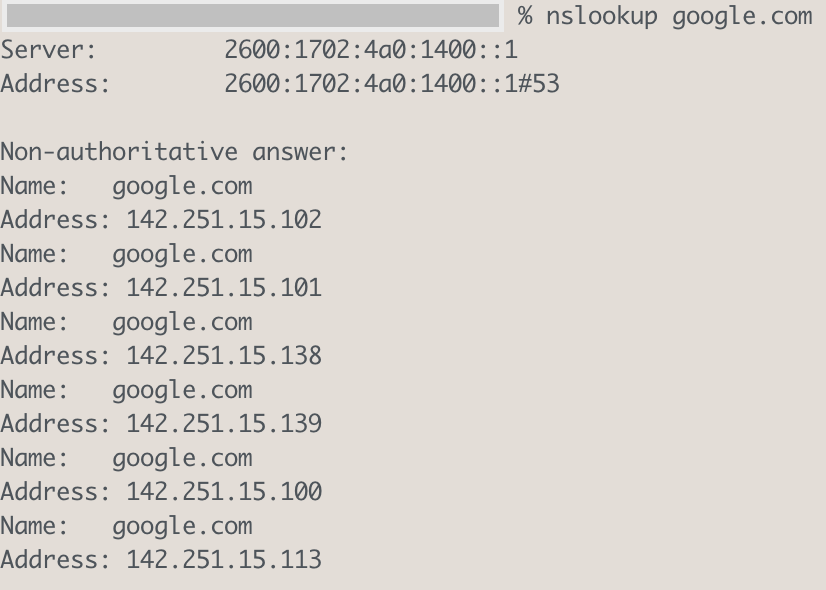 % nslookup google.com
Server: 2600:1702:4a0:1400::1
Address: 2600:1702:4a0:1400::1#53
Non-authoritative answer:
Name: google.com
Address: 142.251.15.102
Name: google.com
Address: 142.251.15.101
Name: google.com
Address: 142.251.15.138
Name: google.com
Address: 142.251.15.139
Name: google.com
Address: 142.251.15.100
Name: google.com
Address: 142.251.15.113